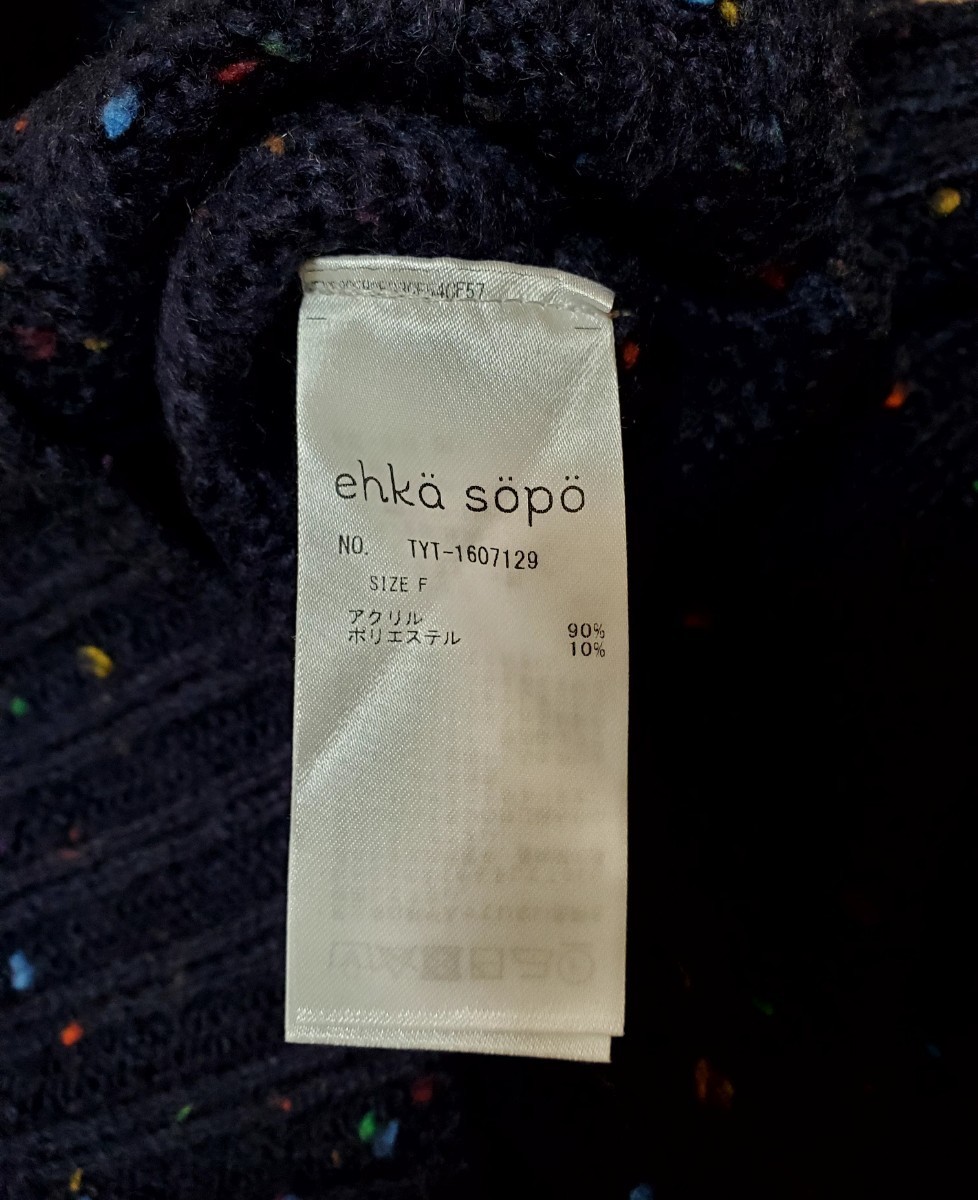 ehkä söpö
NO. TYT-1607129
SIZE F
アクリル 90%
ポリエステル 10%